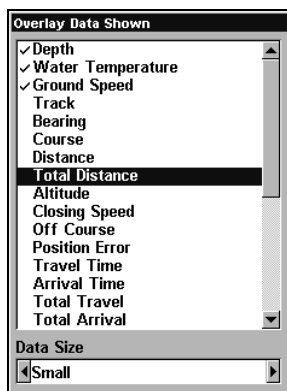 Overlay Data Shown
✓Depth
✓Water Temperature
✓Ground Speed
Track
Bearing
Course
Distance
Total Distance
Altitude
Closing Speed
Off Course
Position Error
Travel Time
Arrival Time
Total Travel
Total Arrival
Data Size
Small